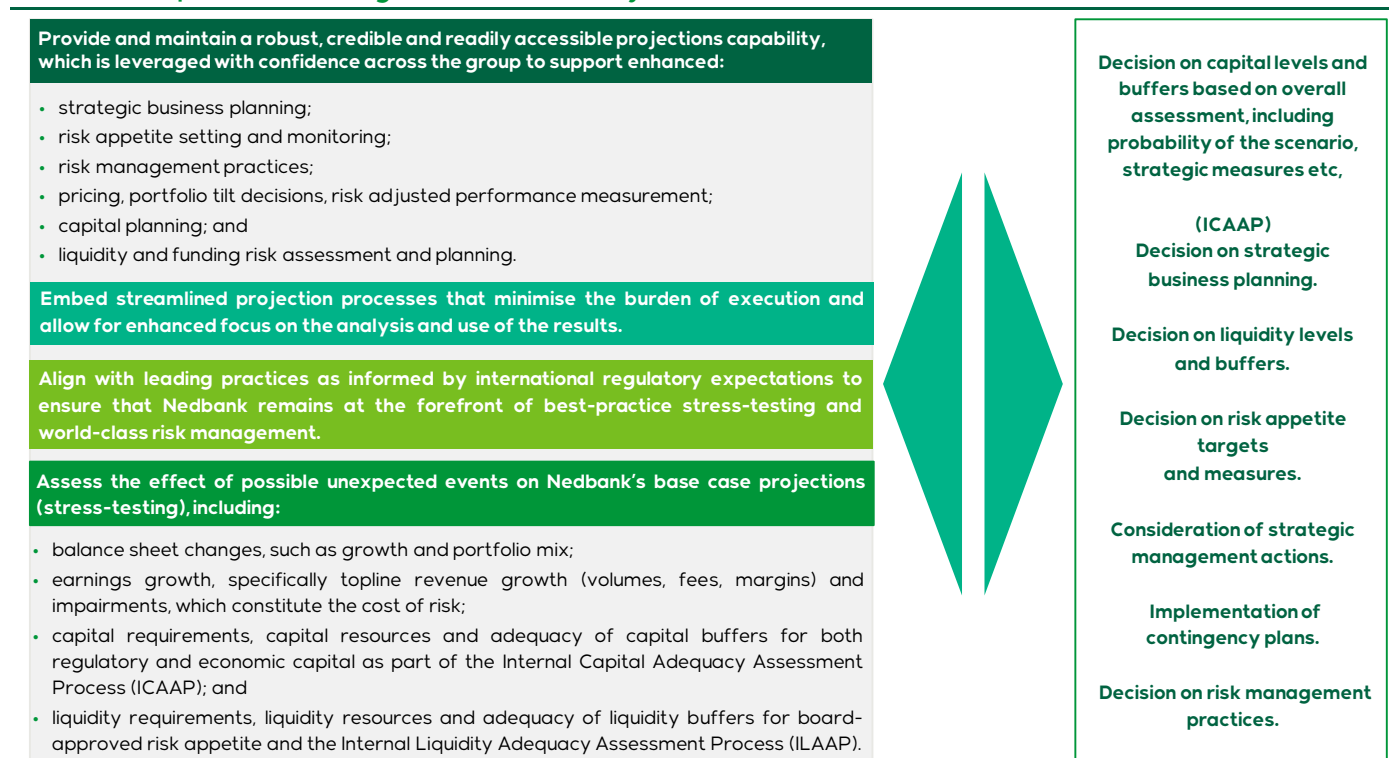 Provide and maintain a robust, credible and readily accessible projections capability,
which is leveraged with confidence across the group to support enhanced:
• strategic business planning;
• risk appetite setting and monitoring;
• risk management practices;
• pricing, portfolio tilt decisions, risk adjusted performance measurement;
• capital planning; and
• liquidity and funding risk assessment and planning.
Embed streamlined projection processes that minimise the burden of execution and
allow for enhanced focus on the analysis and use of the results.
Align with leading practices as informed by international regulatory expectations to
ensure that Nedbank remains at the forefront of best-practice stress-testing and
world-class risk management.
Assess the effect of possible unexpected events on Nedbank's base case projections
(stress-testing), including:
• balance sheet changes, such as growth and portfolio mix;
• earnings growth, specifically topline revenue growth (volumes, fees, margins) and
impairments, which constitute the cost of risk;
• capital requirements, capital resources and adequacy of capital buffers for both
regulatory and economic capital as part of the Internal Capital Adequacy Assessment
Process (ICAAP); and
• liquidity requirements, liquidity resources and adequacy of liquidity buffers for board-
approved risk appetite and the Internal Liquidity Adequacy Assessment Process (ILAAP).
Decision on capital levels and
buffers based on overall
assessment, including
probability of the scenario,
strategic measures etc,
(ICAAP)
Decision on strategic
business planning.
Decision on liquidity levels
and buffers.
Decision on risk appetite
targets
and measures.
Consideration of strategic
management actions.
Implementation of
contingency plans.
Decision on risk management
practices.